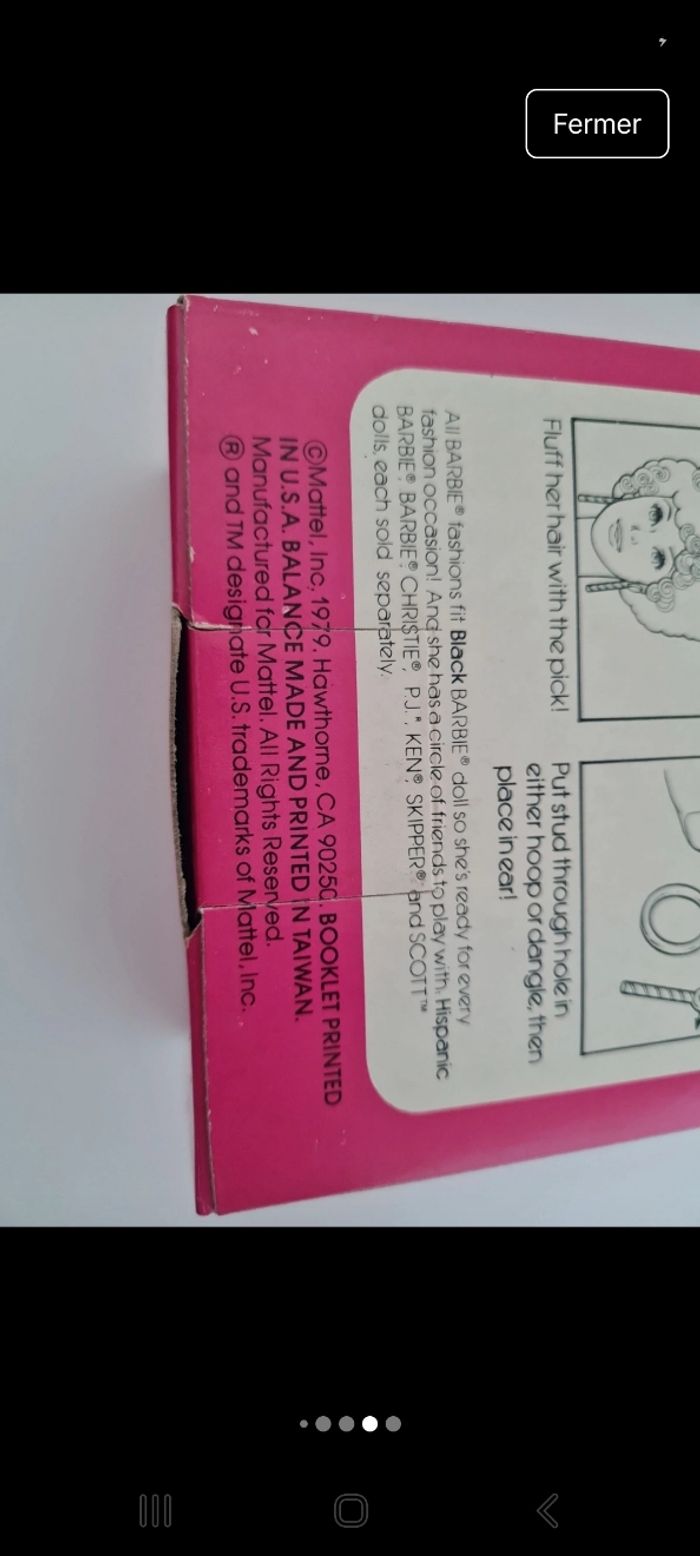 Fermer
Fluff her hair with the pick!
Put stud through hole in
either hoop or dangle, then
place in ear!
All BARBIE® fashions fit Black BARBIE® doll so she's ready for every
fashion occasion! And she has a circle of friends to play with: Hispanic
BARBIE®, BARBIE®, CHRISTIE®, P.J.®, KEN®, SKIPPER® and SCOTT™
dolls, each sold separately.
©Mattel, Inc. 1979. Hawthorne, CA 90250. BOOKLET PRINTED
IN U.S.A. BALANCE MADE AND PRINTED IN TAIWAN.
Manufactured for Mattel. All Rights Reserved.
® and TM designate U.S. trademarks of Mattel, Inc.